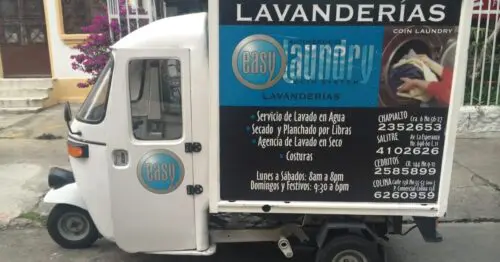 LAVANDERÍAS
COIN LAUNDRY
easy laundry
LAVANDERÍAS
• Servicio de Lavado en Agua
• Secado y Planchado por Libras
• Agencia de Lavado en Seco
• Costuras
Lunes a Sábados: 8am a 8pm
Domingos y Festivos: 9:30 a 6pm
CHAPIALTO
2352653
SALITRE
4102626
CEDRITOS
2585899
COLINA
6260959
easy